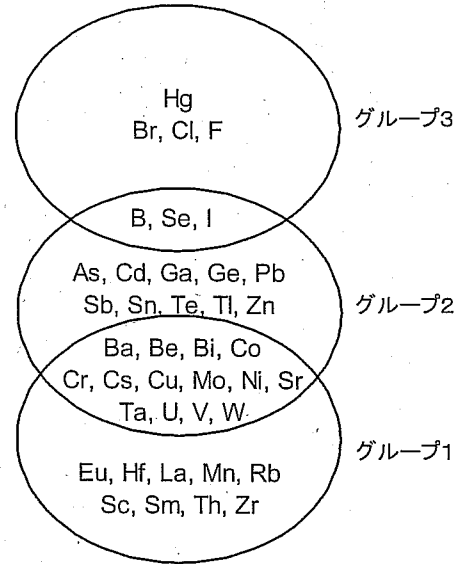 Hg
Br, Cl, F
グループ3
B, Se, I
As, Cd, Ga, Ge, Pb
Sb, Sn, Te, Tl, Zn
グループ2
Ba, Be, Bi, Co
Cr, Cs, Cu, Mo, Ni, Sr
Ta, U, V, W
グループ1
Eu, Hf, La, Mn, Rb
Sc, Sm, Th, Zr